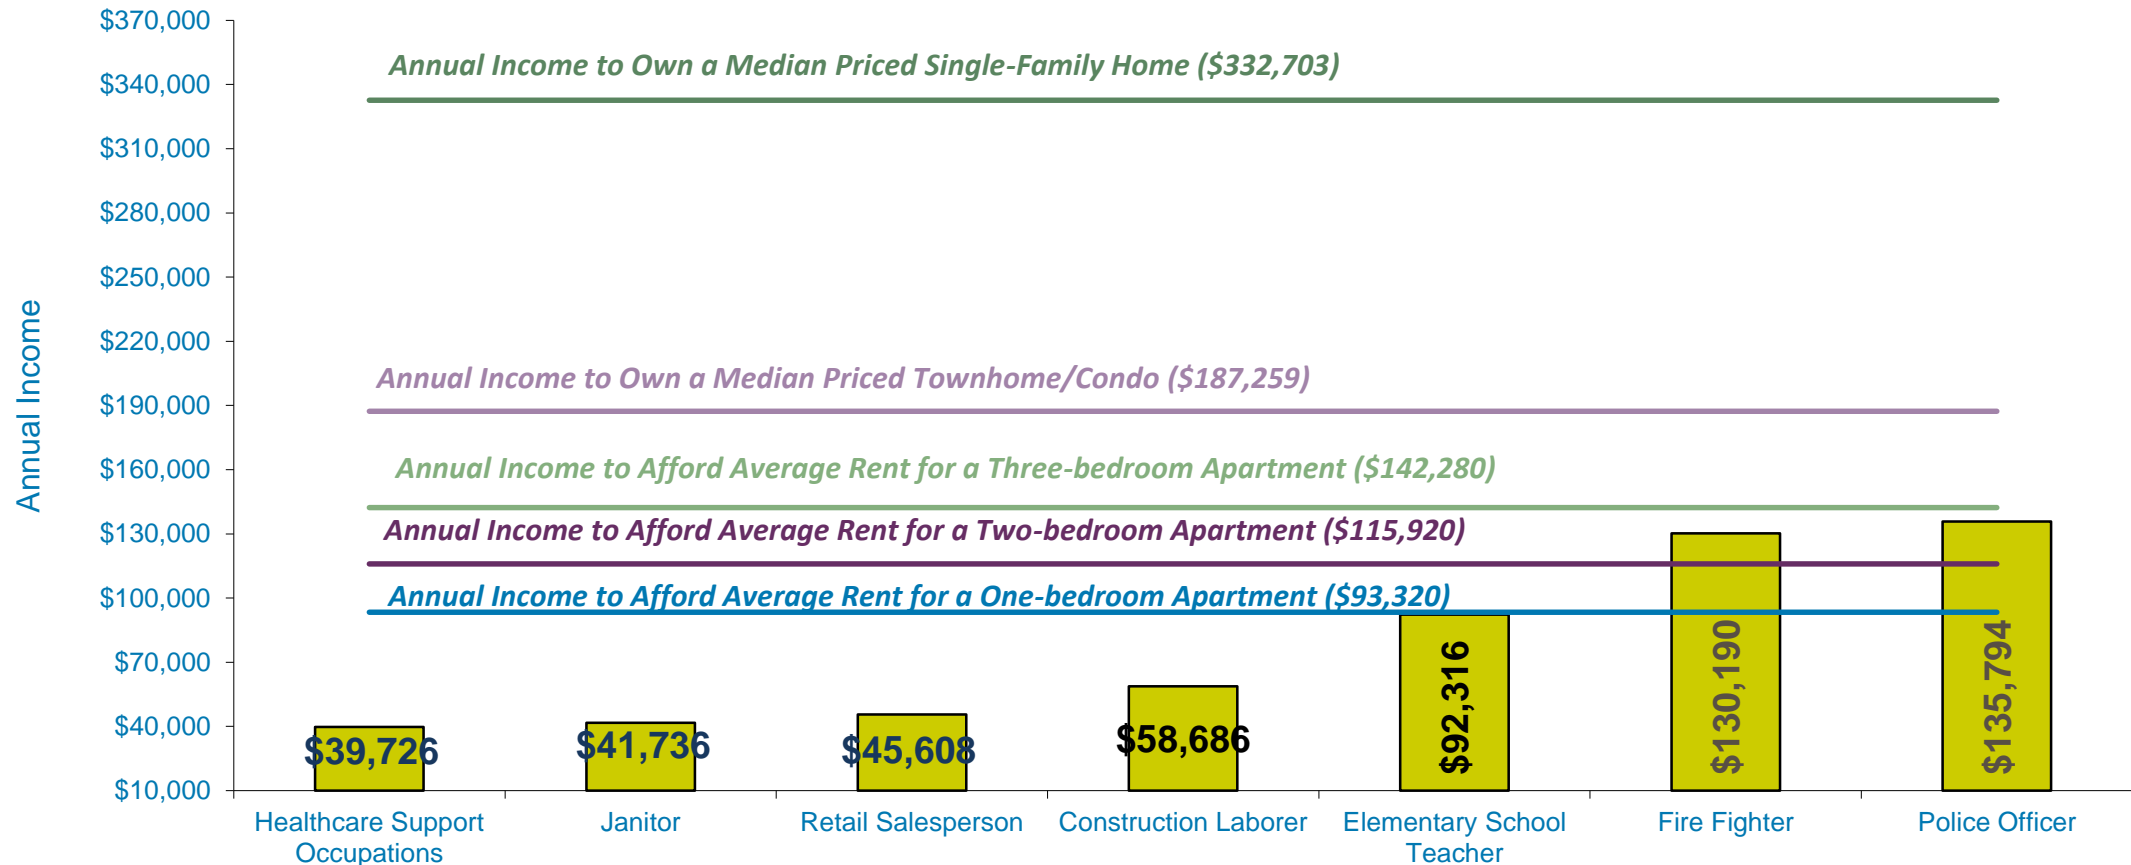 $370,000
Annual Income to Own a Median Priced Single-Family Home ($332,703)
$340,000
$310,000
$280,000
$250,000
$220,000
Annual Income to Own a Median Priced Townhome/Condo ($187,259)
$190,000
Annual Income to Afford Average Rent for a Three-bedroom Apartment ($142,280)
$160,000
Annual Income to Afford Average Rent for a Two-bedroom Apartment ($115,920)
$130,000
Annual Income to Afford Average Rent for a One-bedroom Apartment ($93,320)
$100,000
$70,000
$40,000
$10,000
Annual Income
$39,726
$41,736
$45,608
$58,686
$92,316
$130,190
$135,794
Healthcare Support
Occupations
Janitor
Retail Salesperson
Construction Laborer
Elementary School
Teacher
Fire Fighter
Police Officer